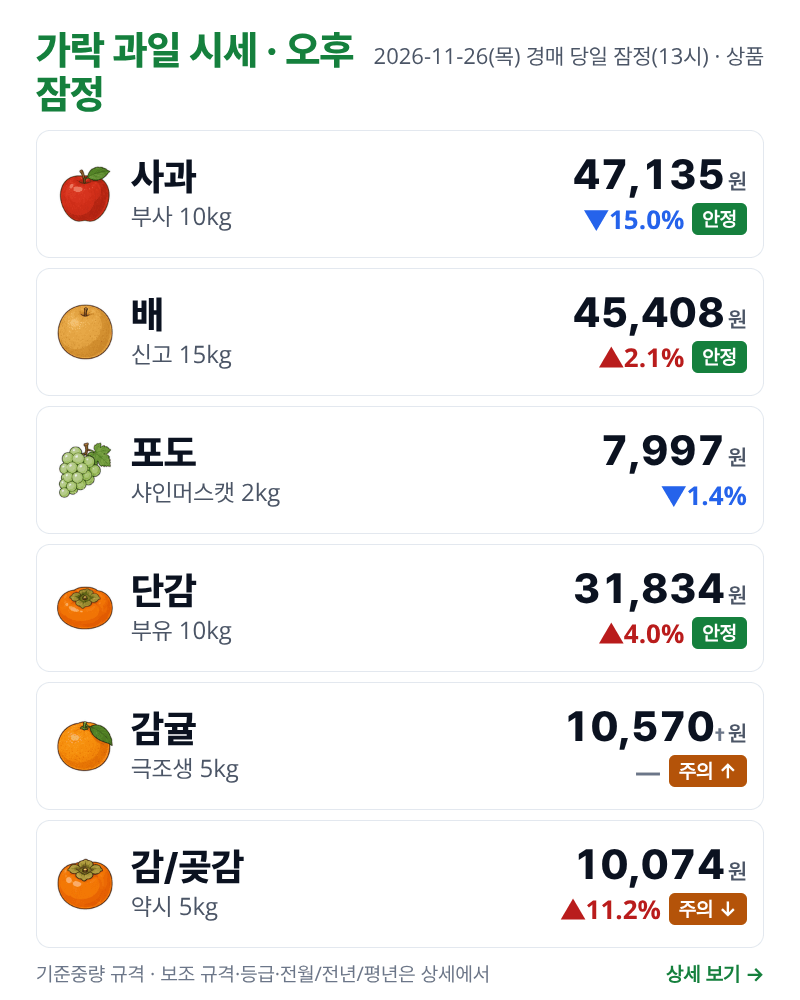 가락 과일 시세 · 오후 잠정
2026-11-26(목) 경매 당일 잠정(13시) · 상품
사과
부사 10kg
47,135원
▼15.0% 안정
배
신고 15kg
45,408원
▲2.1% 안정
포도
샤인머스캣 2kg
7,997원
▼1.4%
단감
부유 10kg
31,834원
▲4.0% 안정
감귤
극조생 5kg
10,570†원
— 주의 ↑
감/곶감
약시 5kg
10,074원
▲11.2% 주의 ↓
기준중량 규격 · 보조 규격·등급·전월/전년/평년은 상세에서
상세 보기 →